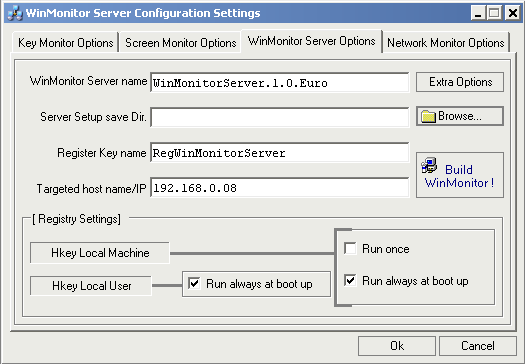 WinMonitor Server Configuration Settings
Key Monitor Options
Screen Monitor Options
WinMonitor Server Options
Network Monitor Options
WinMonitor Server name
WinMonitorServer.1.0.Euro
Extra Options
Server Setup save Dir.
Browse...
Register Key name
RegWinMonitorServer
Build
WinMonitor !
Targeted host name/IP
192.168.0.08
[ Registry Settings]
Hkey Local Machine
Run once
Hkey Local User
Run always at boot up
Run always at boot up
Ok
Cancel